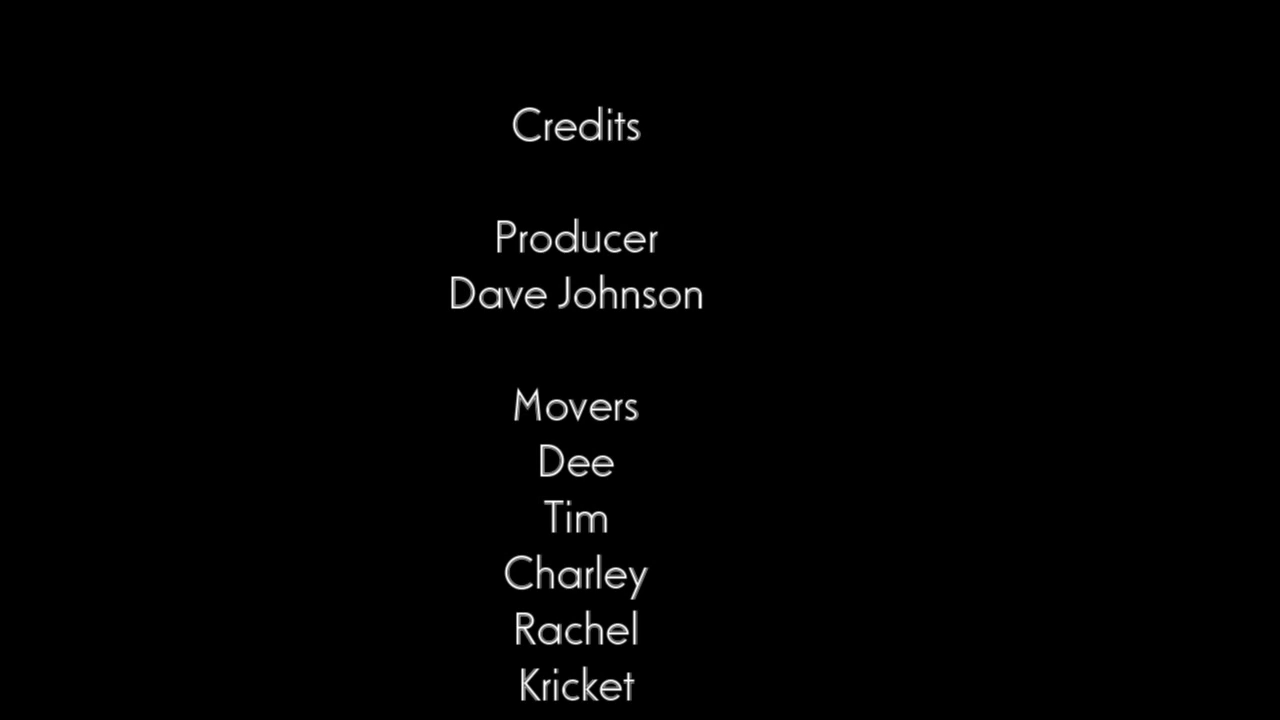 Credits
Producer
Dave Johnson
Movers
Dee
Tim
Charley
Rachel
Kricket